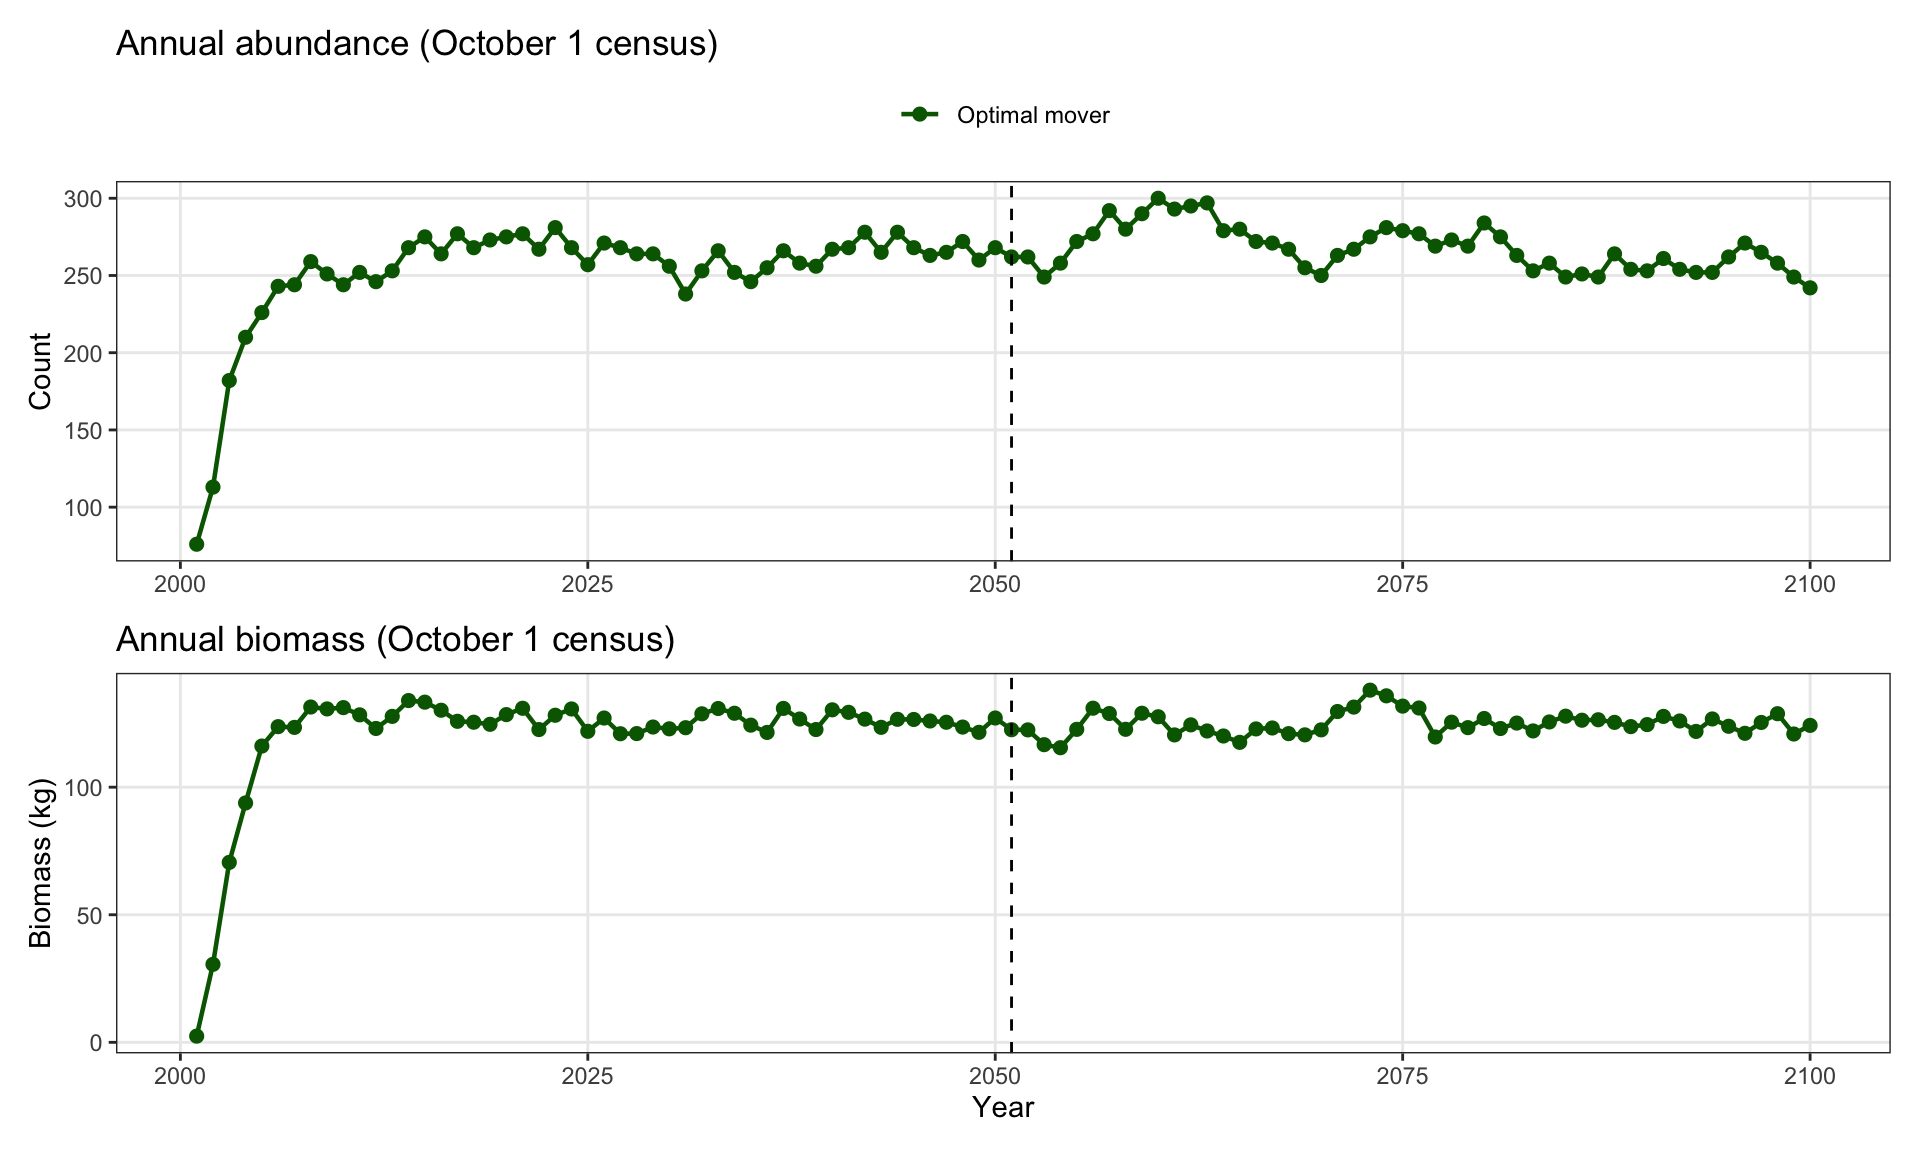 Annual abundance (October 1 census)
Optimal mover
300
250
200
150
100
Count
2000 2025 2050 2075 2100
Annual biomass (October 1 census)
100
50
0
Biomass (kg)
2000 2025 2050 2075 2100
Year